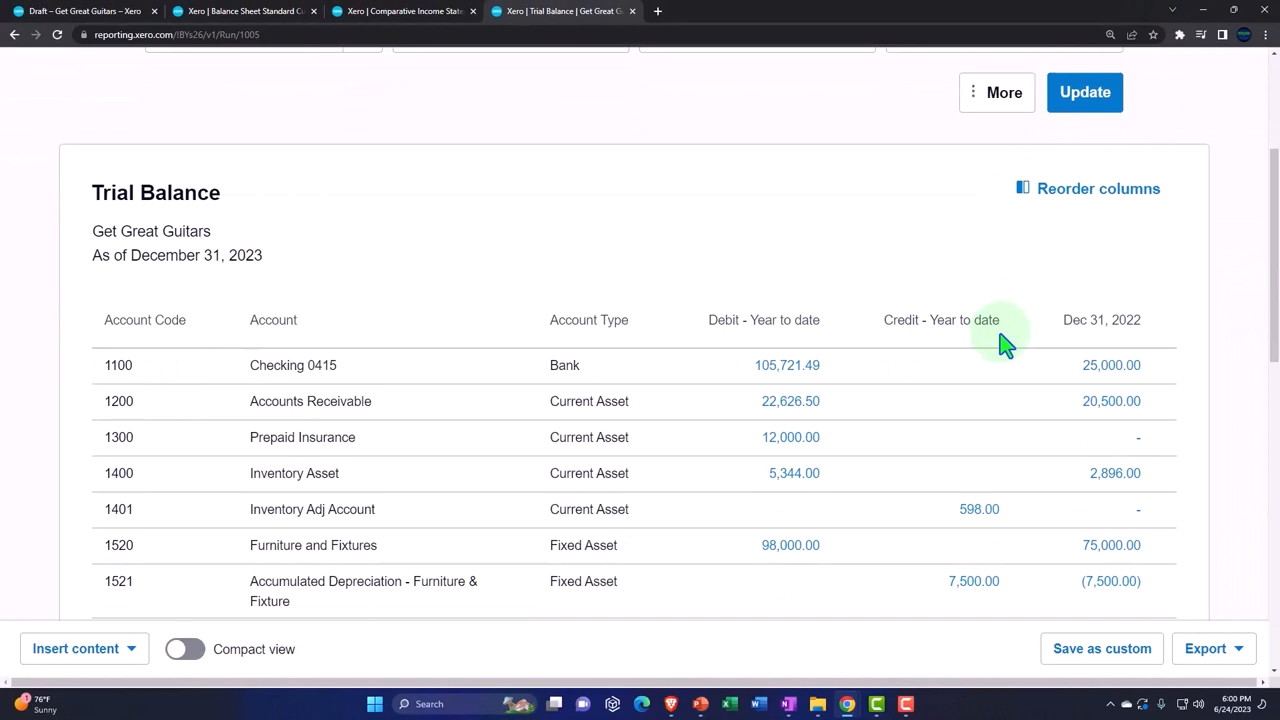 Draft – Get Great Guitars – Xero
Xero | Balance Sheet Standard Cu
Xero | Comparative Income State
Xero | Trial Balance | Get Great G
reporting.xero.com/!BYs26/v1/Run/1005
More
Update
Trial Balance
Reorder columns
Get Great Guitars
As of December 31, 2023
Account Code Account Account Type Debit - Year to date Credit - Year to date Dec 31, 2022
1100 Checking 0415 Bank 105,721.49 25,000.00
1200 Accounts Receivable Current Asset 22,626.50 20,500.00
1300 Prepaid Insurance Current Asset 12,000.00 -
1400 Inventory Asset Current Asset 5,344.00 2,896.00
1401 Inventory Adj Account Current Asset 598.00 -
1520 Furniture and Fixtures Fixed Asset 98,000.00 75,000.00
1521 Accumulated Depreciation - Furniture & Fixed Asset 7,500.00 (7,500.00)
Fixture
Insert content
Compact view
Save as custom
Export
76°F
Sunny
Search
6:00 PM
6/24/2023